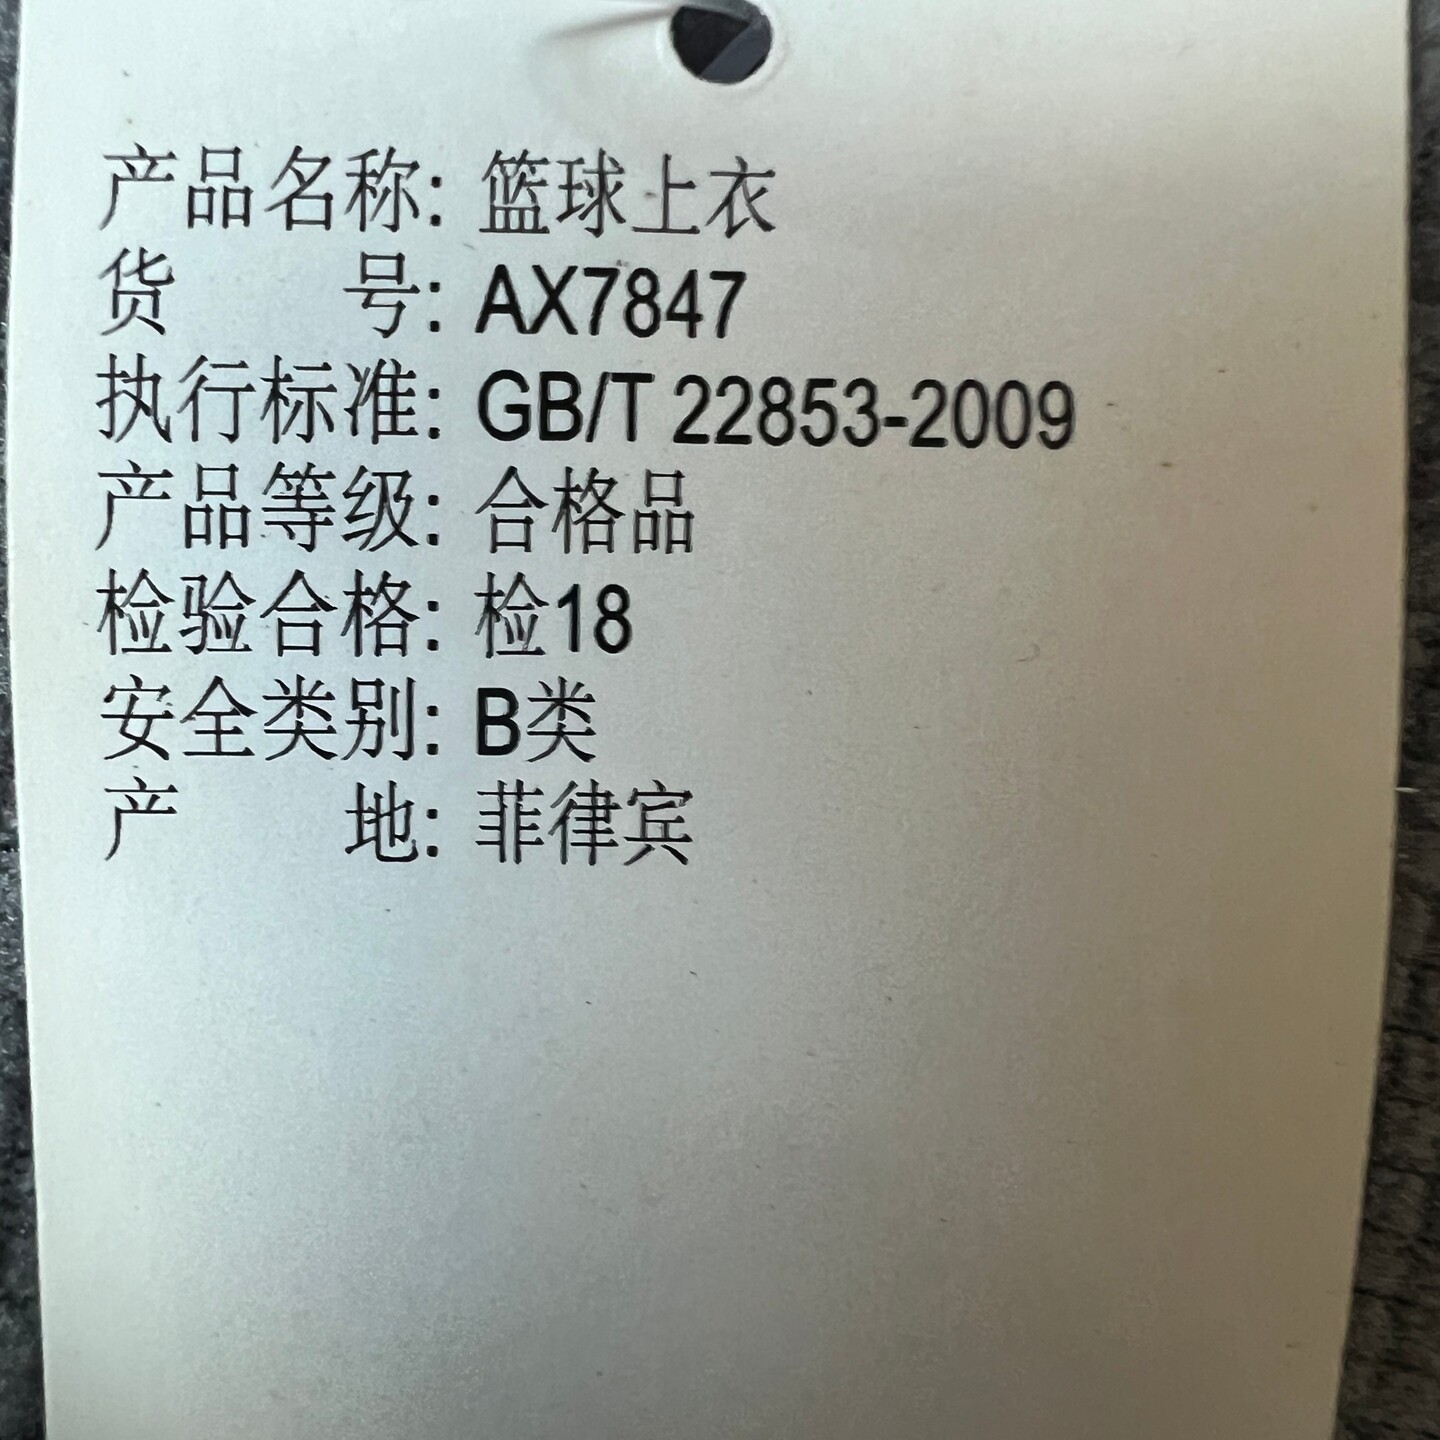 产品名称: 篮球上衣
货 号: AX7847
执行标准: GB/T 22853-2009
产品等级: 合格品
检验合格: 检18
安全类别: B类
产 地: 菲律宾